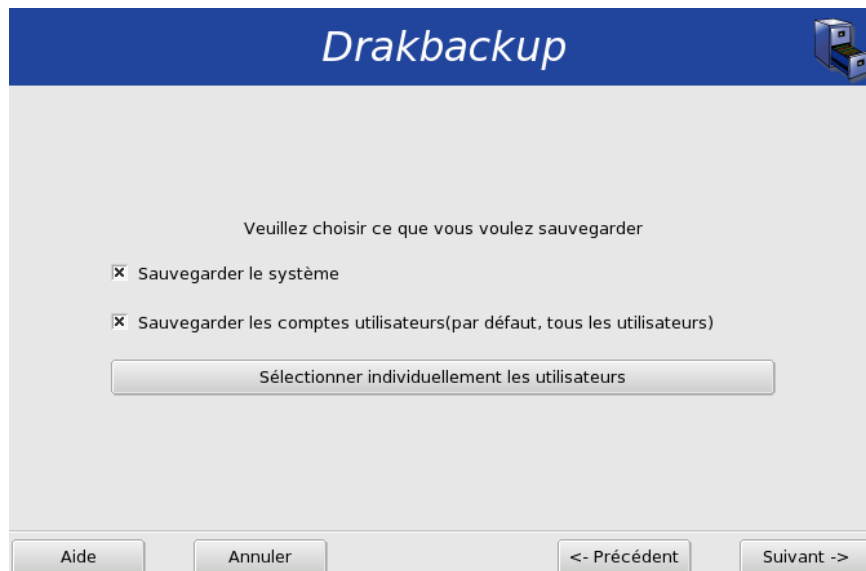 Drakbackup
Veuillez choisir ce que vous voulez sauvegarder
Sauvegarder le système
Sauvegarder les comptes utilisateurs(par défaut, tous les utilisateurs)
Sélectionner individuellement les utilisateurs
Aide
Annuler
<- Précédent
Suivant ->